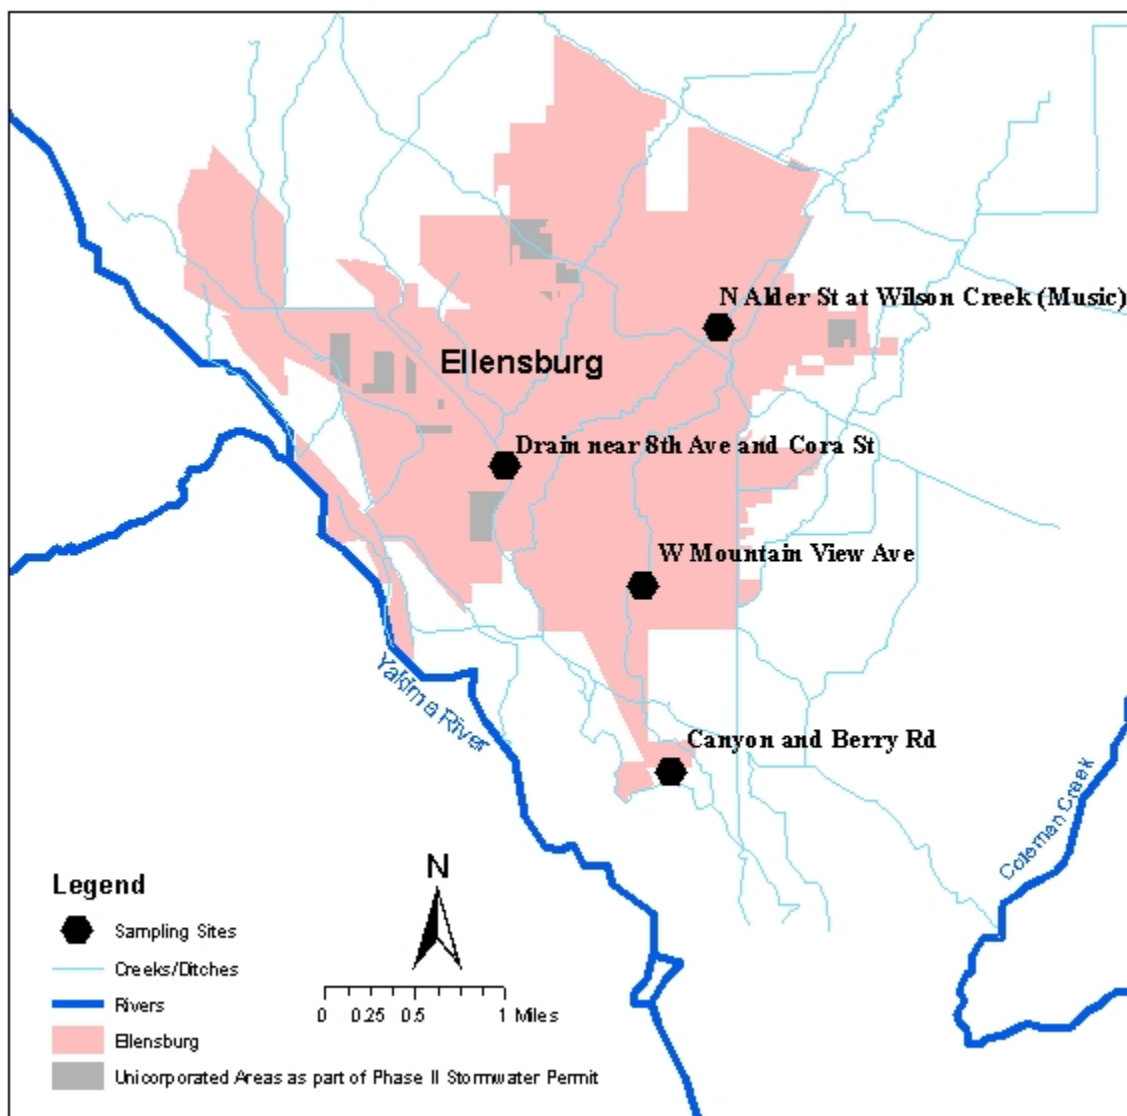 N Alder St at Wilson Creek (Music)
Ellensburg
Drain near 8th Ave and Cora St
W Mountain View Ave
Yakima River
Canyon and Berry Rd
Coleman Creek
N
Legend
Sampling Sites
Creeks/Ditches
Rivers
Ellensburg
Unicorporated Areas as part of Phase II Stormwater Permit
0 0.25 0.5 1 Miles